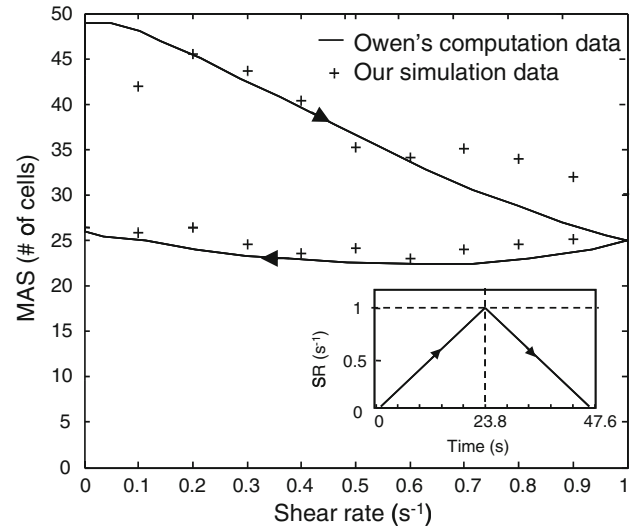 50
45
40
35
30
25
20
15
10
5
0
MAS (# of cells)
— Owen's computation data
+ Our simulation data
1
0.5
0
SR (s⁻¹)
0 23.8 47.6
Time (s)
0 0.1 0.2 0.3 0.4 0.5 0.6 0.7 0.8 0.9 1
Shear rate (s⁻¹)